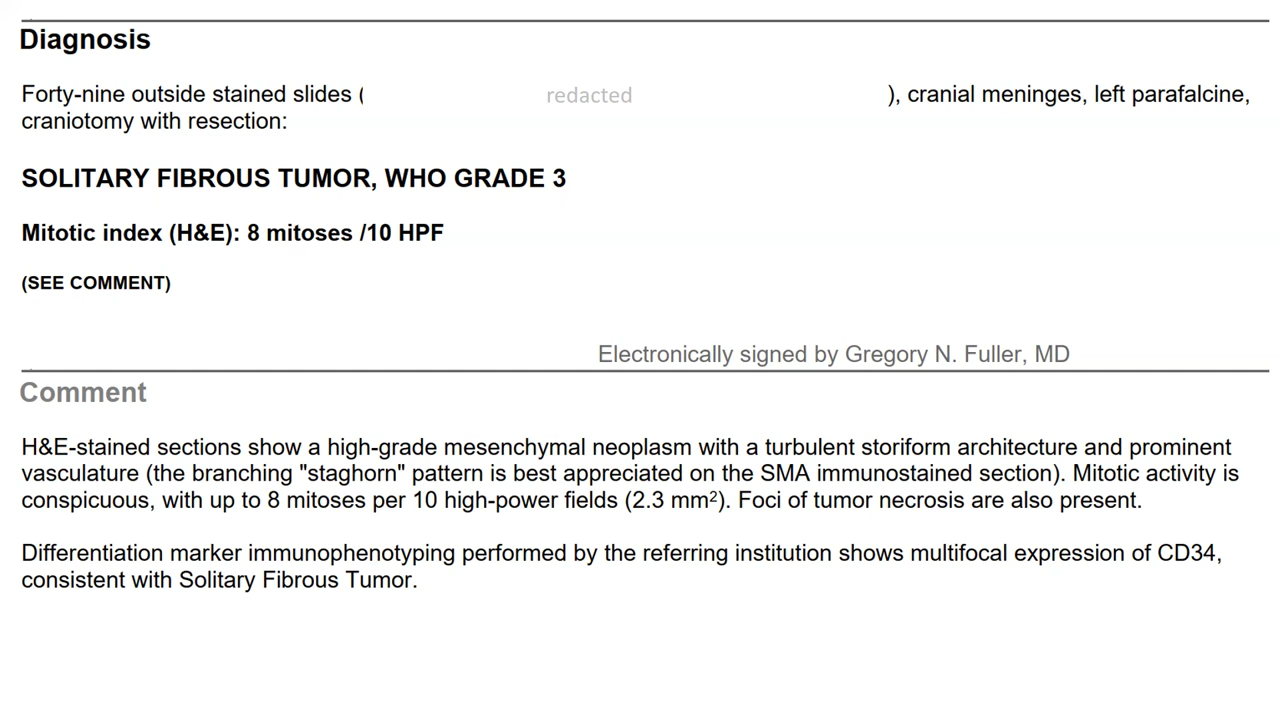 Diagnosis
Forty-nine outside stained slides ( redacted ), cranial meninges, left parafalcine,
craniotomy with resection:
SOLITARY FIBROUS TUMOR, WHO GRADE 3
Mitotic index (H&E): 8 mitoses /10 HPF
(SEE COMMENT)
Electronically signed by Gregory N. Fuller, MD
Comment
H&E-stained sections show a high-grade mesenchymal neoplasm with a turbulent storiform architecture and prominent
vasculature (the branching "staghorn" pattern is best appreciated on the SMA immunostained section). Mitotic activity is
conspicuous, with up to 8 mitoses per 10 high-power fields (2.3 mm²). Foci of tumor necrosis are also present.
Differentiation marker immunophenotyping performed by the referring institution shows multifocal expression of CD34,
consistent with Solitary Fibrous Tumor.